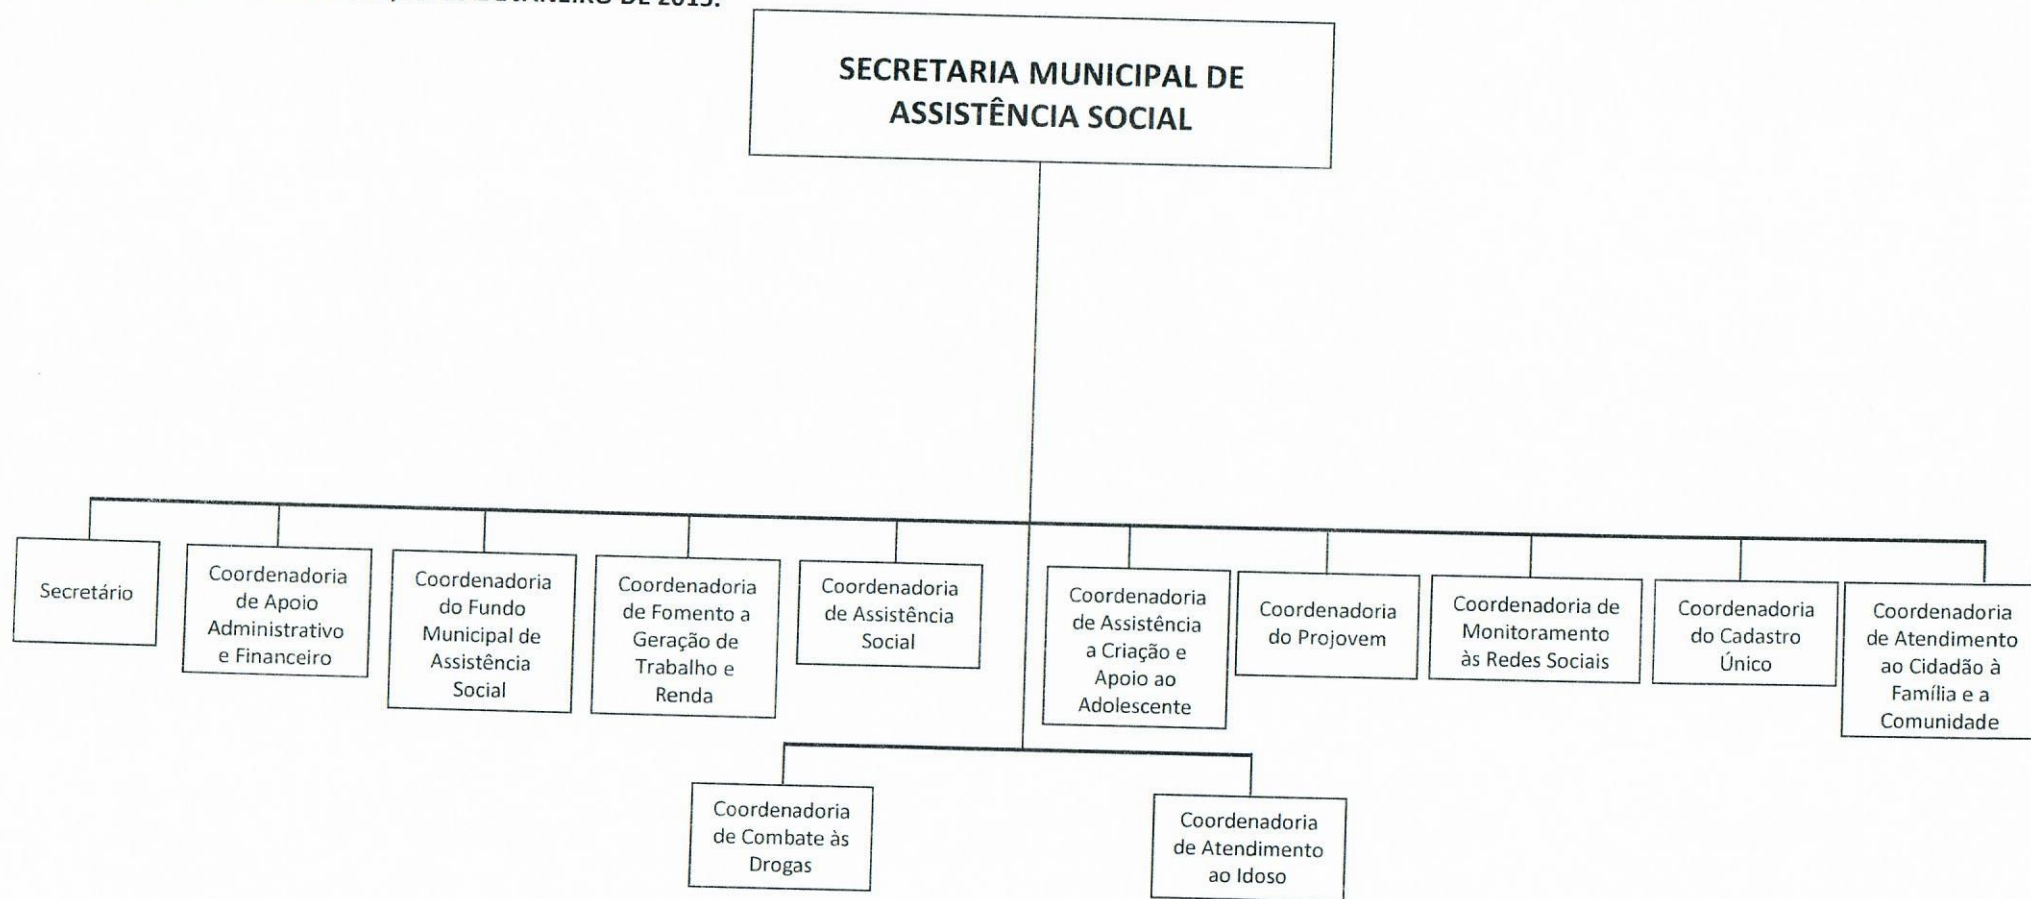 JANEIRO DE 2015.
SECRETARIA MUNICIPAL DE
ASSISTÊNCIA SOCIAL
Secretário
Coordenadoria
de Apoio
Administrativo
e Financeiro
Coordenadoria
do Fundo
Municipal de
Assistência
Social
Coordenadoria
de Fomento a
Geração de
Trabalho e
Renda
Coordenadoria
de Assistência
Social
Coordenadoria
de Assistência
a Criação e
Apoio ao
Adolescente
Coordenadoria
do Projovem
Coordenadoria de
Monitoramento
às Redes Sociais
Coordenadoria
do Cadastro
Único
Coordenadoria
de Atendimento
ao Cidadão à
Família e a
Comunidade
Coordenadoria
de Combate às
Drogas
Coordenadoria
de Atendimento
ao Idoso